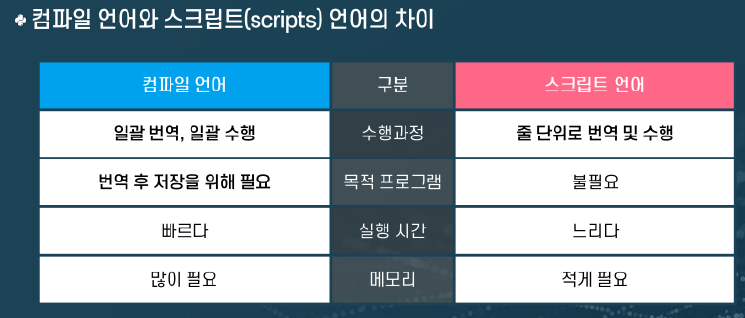 컴파일 언어와 스크립트(scripts) 언어의 차이
컴파일 언어 구분 스크립트 언어
일괄 번역, 일괄 수행 수행과정 줄 단위로 번역 및 수행
번역 후 저장을 위해 필요 목적 프로그램 불필요
빠르다 실행 시간 느리다
많이 필요 메모리 적게 필요